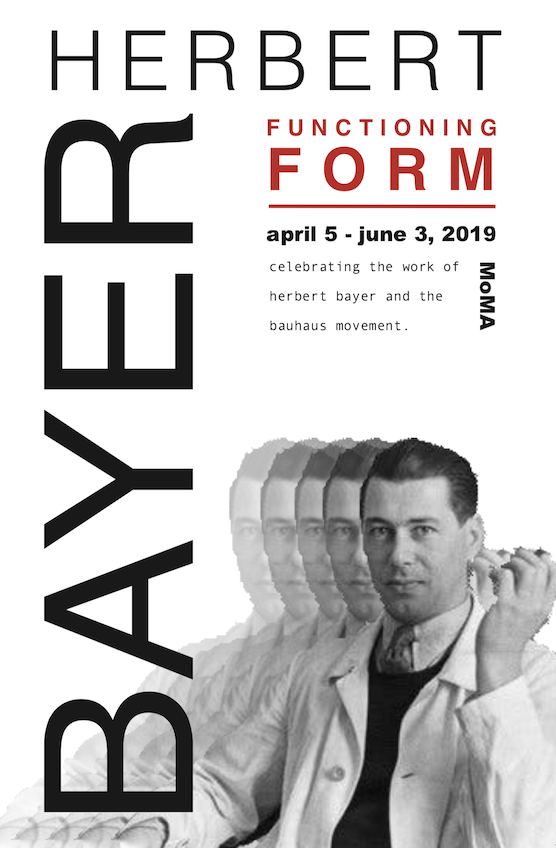 HERBERT
BAYER
FUNCTIONING
FORM
april 5 - june 3, 2019
celebrating the work of
herbert bayer and the
bauhaus movement.
MoMA